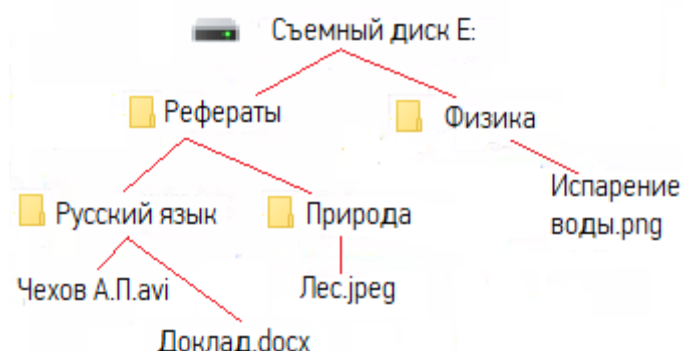 Съемный диск E:
Рефераты
Физика
Русский язык
Природа
Испарение
воды.png
Чехов А.П.avi
Лес.jpeg
Доклад.docx